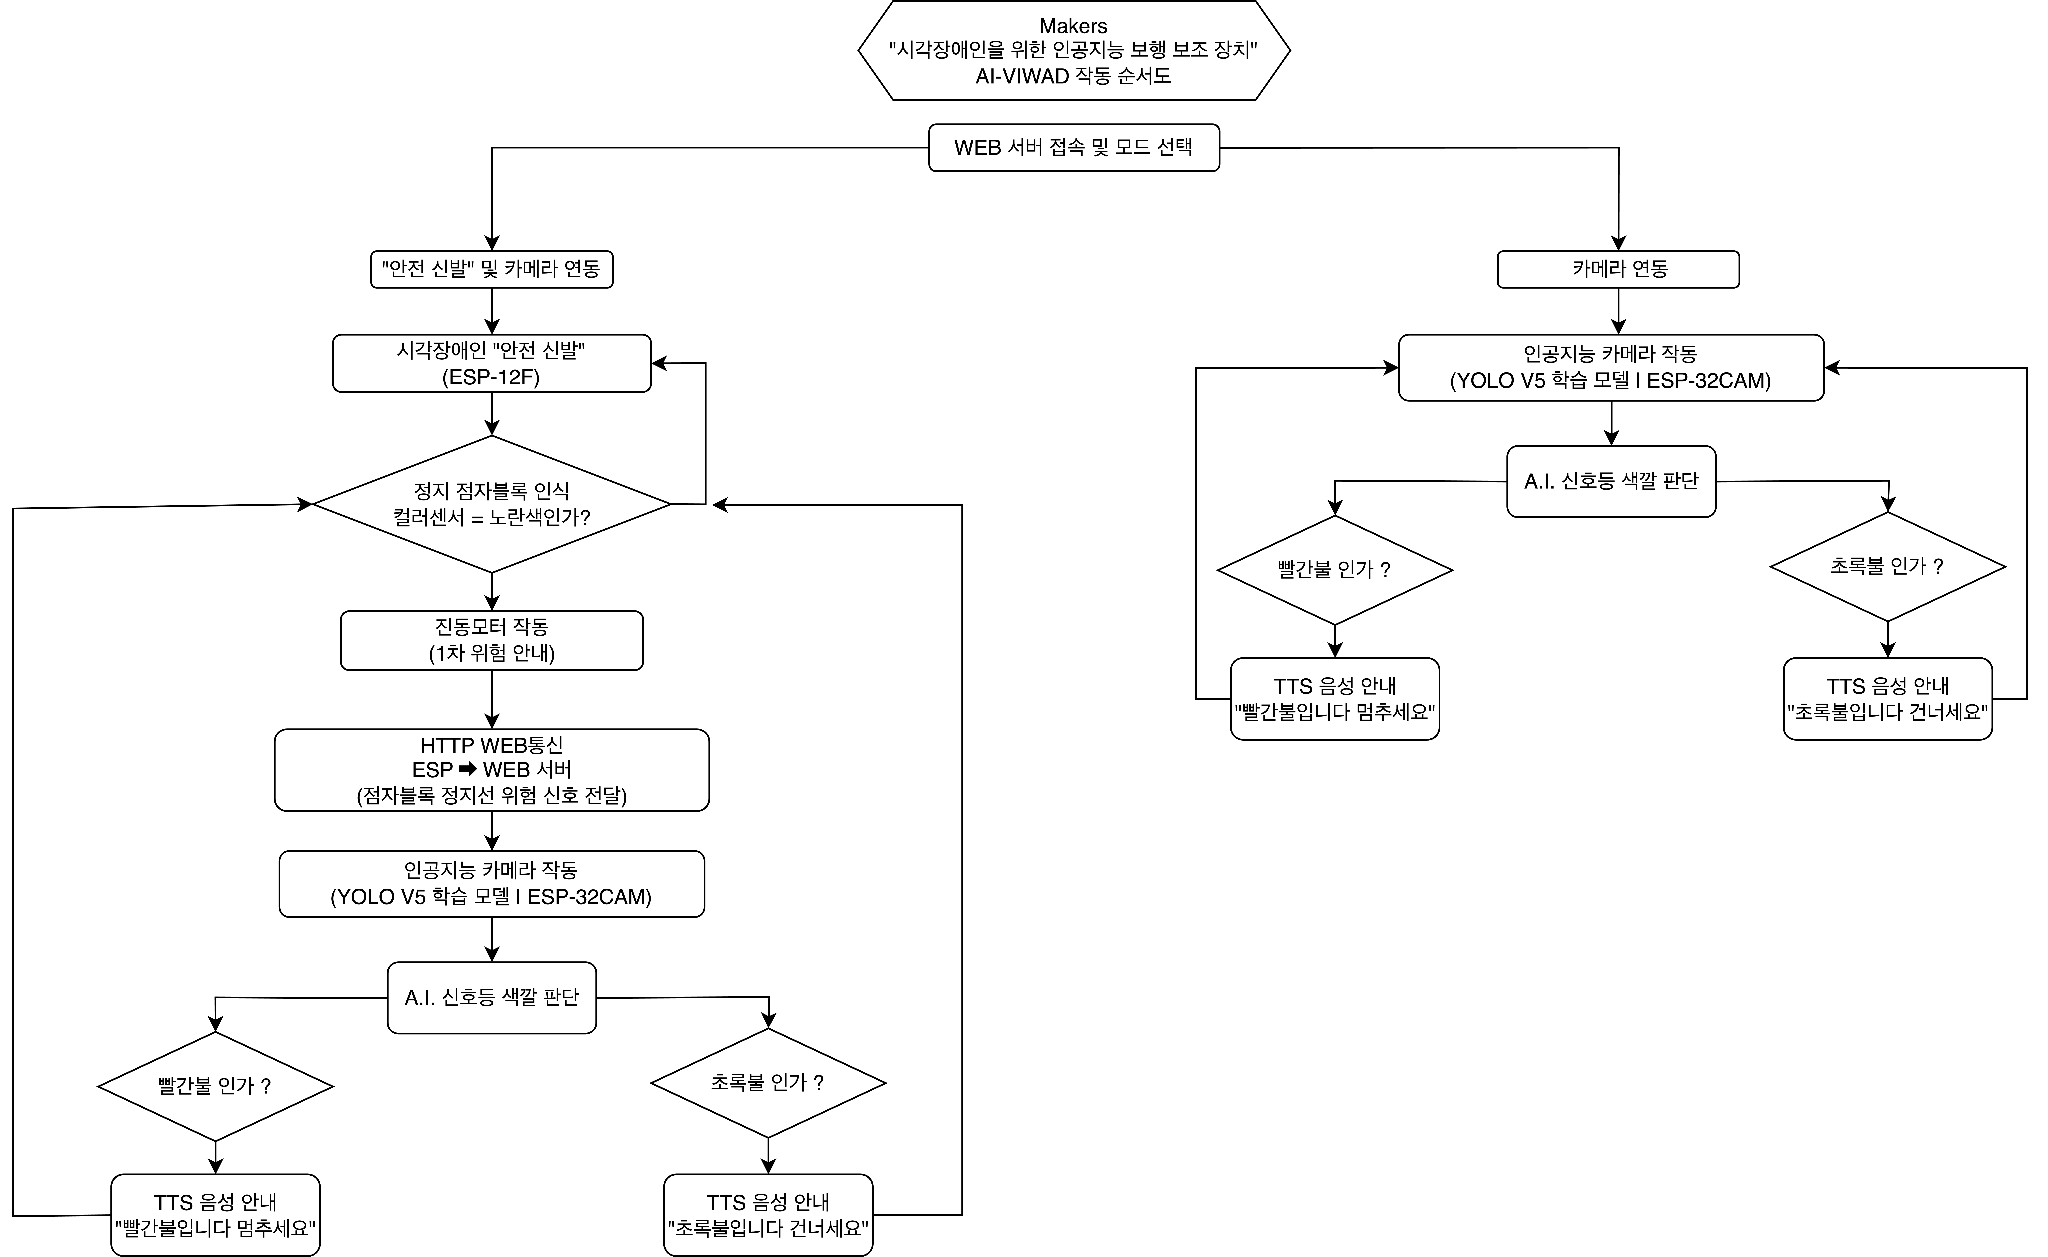 Makers
"시각장애인을 위한 인공지능 보행 보조 장치"
AI-VIWAD 작동 순서도
WEB 서버 접속 및 모드 선택
"안전 신발" 및 카메라 연동
시각장애인 "안전 신발"
(ESP-12F)
정지 점자블록 인식
컬러센서 = 노란색인가?
진동모터 작동
(1차 위험 안내)
HTTP WEB통신
ESP ➡ WEB 서버
(점자블록 정지선 위험 신호 전달)
인공지능 카메라 작동
(YOLO V5 학습 모델 | ESP-32CAM)
A.I. 신호등 색깔 판단
빨간불 인가 ?
초록불 인가 ?
TTS 음성 안내
"빨간불입니다 멈추세요"
TTS 음성 안내
"초록불입니다 건너세요"
카메라 연동
인공지능 카메라 작동
(YOLO V5 학습 모델 | ESP-32CAM)
A.I. 신호등 색깔 판단
빨간불 인가 ?
초록불 인가 ?
TTS 음성 안내
"빨간불입니다 멈추세요"
TTS 음성 안내
"초록불입니다 건너세요"